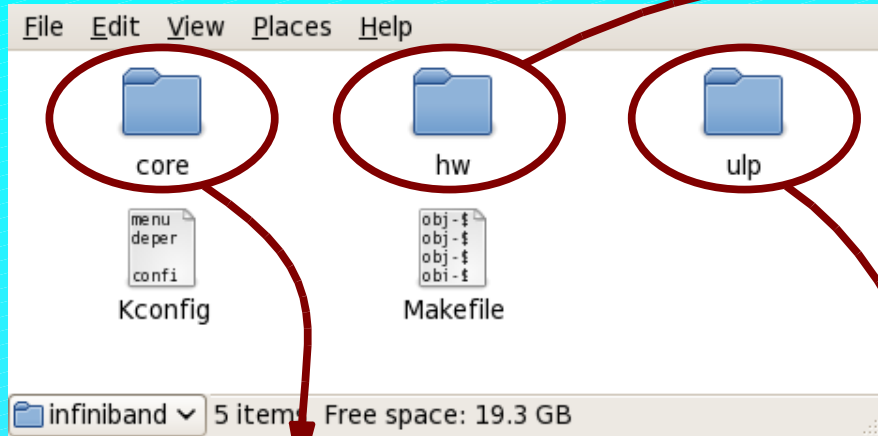 File Edit View Places Help
core hw ulp
menu
deper
confi
obj-$
obj-$
obj-$
obj-$
Kconfig Makefile
infiniband 5 items Free space: 19.3 GB